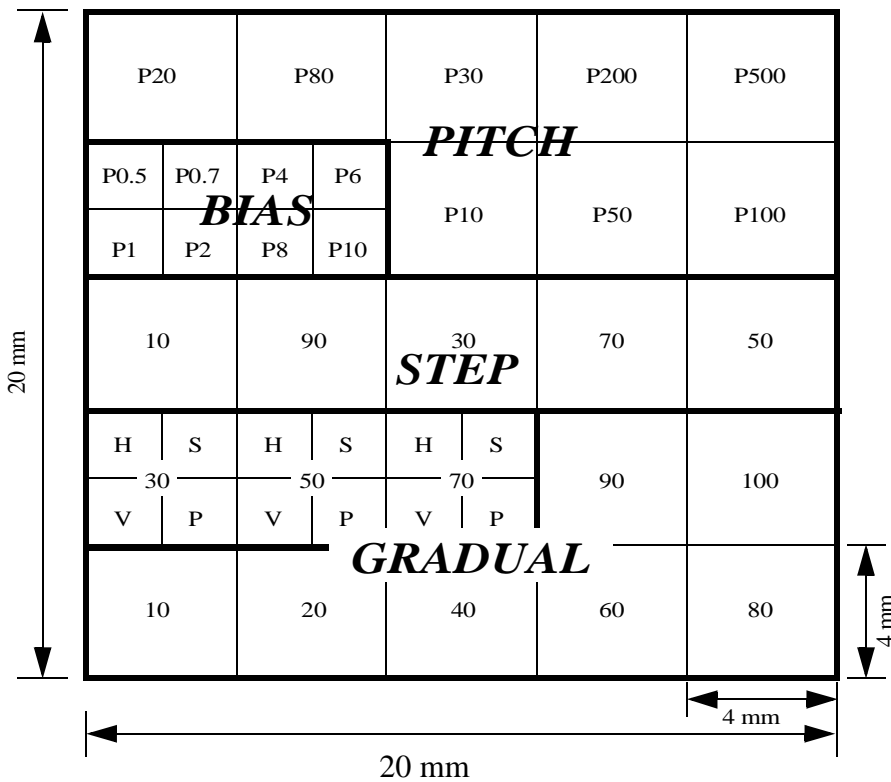 P20 P80 P30 P200 P500
PITCH
P0.5 P0.7 P4 P6
BIAS
P10 P50 P100
P1 P2 P8 P10
20 mm
10 90 30 70 50
STEP
H S H S H S
30 50 70 90 100
V P V P V P
GRADUAL
10 20 40 60 80
4 mm
4 mm
20 mm